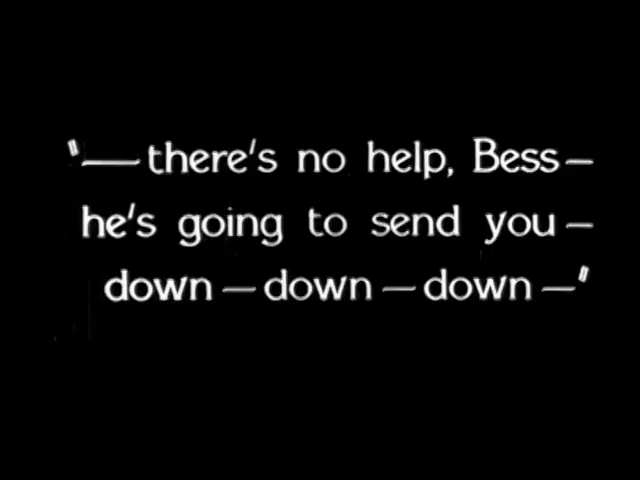 "—there's no help, Bess—
he's going to send you—
down—down—down—"